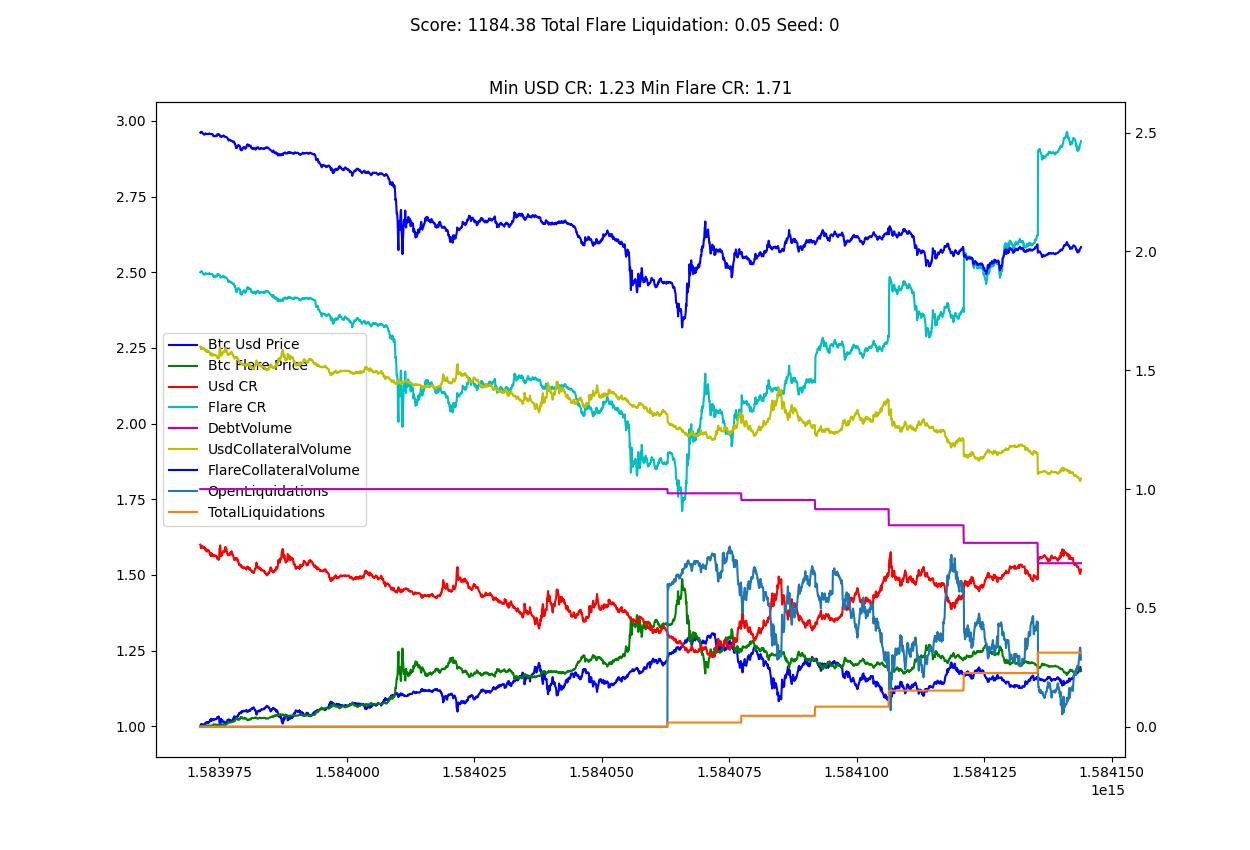 Score: 1184.38 Total Flare Liquidation: 0.05 Seed: 0
Min USD CR: 1.23 Min Flare CR: 1.71
3.00
2.75
2.50
2.25
2.00
1.75
1.50
1.25
1.00
2.5
2.0
1.5
1.0
0.5
0.0
Btc Usd Price
Btc Flare Price
Usd CR
Flare CR
DebtVolume
UsdCollateralVolume
FlareCollateralVolume
OpenLiquidations
TotalLiquidations
1.583975 1.584000 1.584025 1.584050 1.584075 1.584100 1.584125 1.584150
1e15